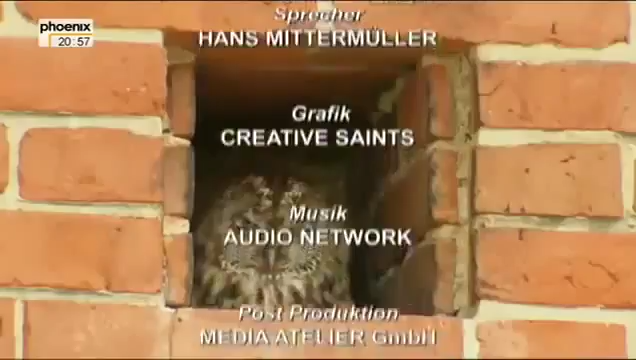 phoenix
20:57
Sprecher
HANS MITTERMÜLLER
Grafik
CREATIVE SAINTS
Musik
AUDIO NETWORK
Post Produktion
MEDIA ATELIER GmbH